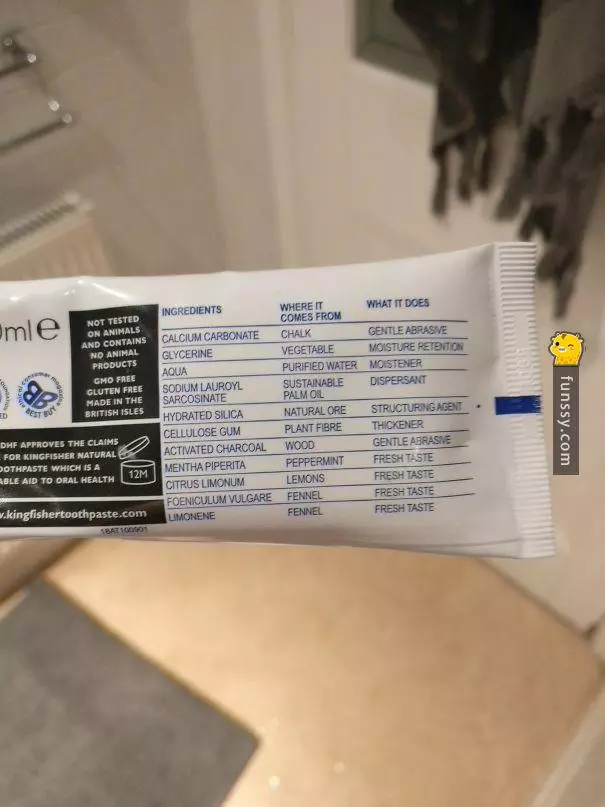 ml e
NOT TESTED
ON ANIMALS
AND CONTAINS
NO ANIMAL
PRODUCTS
GMO FREE
GLUTEN FREE
MADE IN THE
BRITISH ISLES
BEST BUY
DHF APPROVES THE CLAIMS
FOR KINGFISHER NATURAL
OOTHPASTE WHICH IS A
ABLE AID TO ORAL HEALTH
12M
.kingfishertoothpaste.com
18AT100901
INGREDIENTS WHERE IT COMES FROM WHAT IT DOES
CALCIUM CARBONATE CHALK GENTLE ABRASIVE
GLYCERINE VEGETABLE MOISTURE RETENTION
AQUA PURIFIED WATER MOISTENER
SODIUM LAUROYL SARCOSINATE SUSTAINABLE PALM OIL DISPERSANT
HYDRATED SILICA NATURAL ORE STRUCTURING AGENT
CELLULOSE GUM PLANT FIBRE THICKENER
ACTIVATED CHARCOAL WOOD GENTLE ABRASIVE
MENTHA PIPERITA PEPPERMINT FRESH TASTE
CITRUS LIMONUM LEMONS FRESH TASTE
FOENICULUM VULGARE FENNEL FRESH TASTE
LIMONENE FENNEL FRESH TASTE
funssy.com